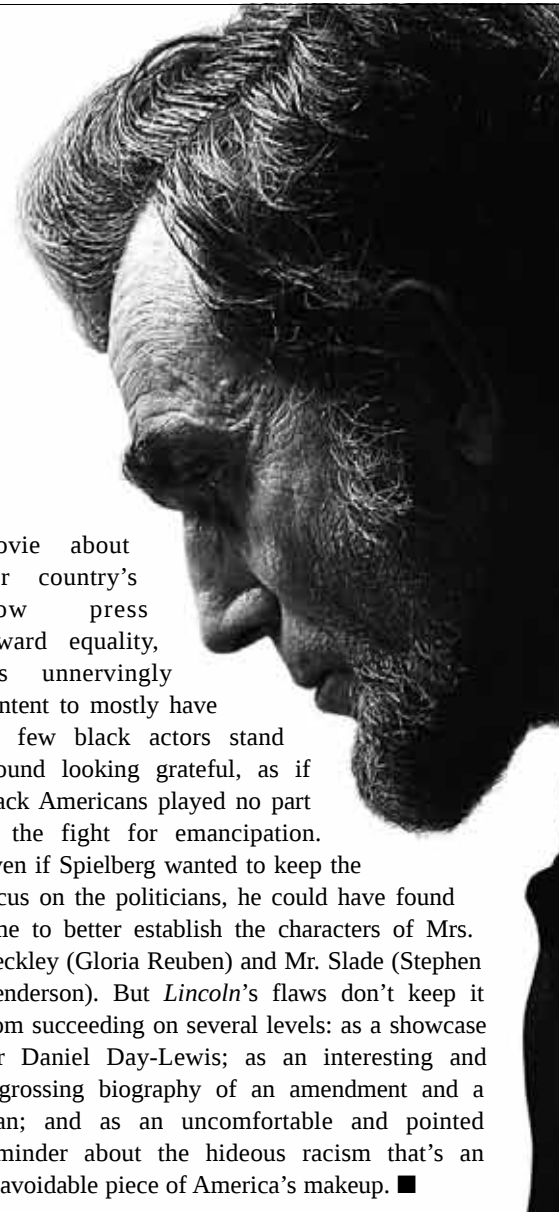 ovie about
r country's
ow press
ward equality,
s unnervingly
ntent to mostly have
few black actors stand
ound looking grateful, as if
ack Americans played no part
the fight for emancipation.
ven if Spielberg wanted to keep the
cus on the politicians, he could have found
me to better establish the characters of Mrs.
eckley (Gloria Reuben) and Mr. Slade (Stephen
enderson). But Lincoln's flaws don't keep it
om succeeding on several levels: as a showcase
r Daniel Day-Lewis; as an interesting and
grossing biography of an amendment and a
an; and as an uncomfortable and pointed
minder about the hideous racism that's an
avoidable piece of America's makeup. ■